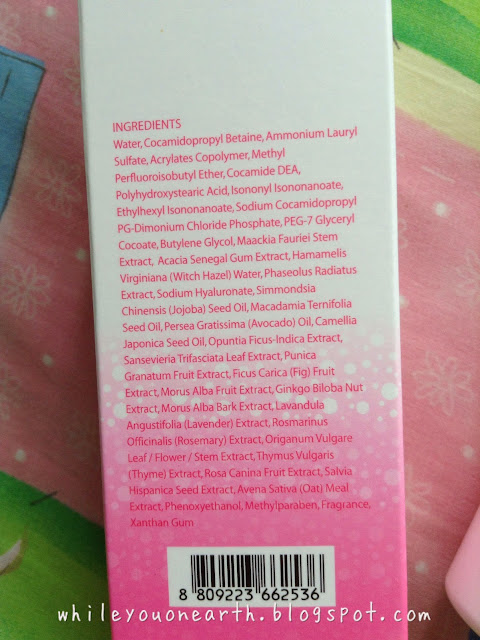 INGREDIENTS
Water, Cocamidopropyl Betaine, Ammonium Lauryl
Sulfate, Acrylates Copolymer, Methyl
Perfluoroisobutyl Ether, Cocamide DEA,
Polyhydroxystearic Acid, Isononyl Isononanoate,
Ethylhexyl Isononanoate, Sodium Cocamidopropyl
PG-Dimonium Chloride Phosphate, PEG-7 Glyceryl
Cocoate, Butylene Glycol, Maackia Fauriei Stem
Extract, Acacia Senegal Gum Extract, Hamamelis
Virginiana (Witch Hazel) Water, Phaseolus Radiatus
Extract, Sodium Hyaluronate, Simmondsia
Chinensis (Jojoba) Seed Oil, Macadamia Ternifolia
Seed Oil, Persea Gratissima (Avocado) Oil, Camellia
Japonica Seed Oil, Opuntia Ficus-Indica Extract,
Sansevieria Trifasciata Leaf Extract, Punica
Granatum Fruit Extract, Ficus Carica (Fig) Fruit
Extract, Morus Alba Fruit Extract, Ginkgo Biloba Nut
Extract, Morus Alba Bark Extract, Lavandula
Angustifolia (Lavender) Extract, Rosmarinus
Officinalis (Rosemary) Extract, Origanum Vulgare
Leaf / Flower / Stem Extract, Thymus Vulgaris
(Thyme) Extract, Rosa Canina Fruit Extract, Salvia
Hispanica Seed Extract, Avena Sativa (Oat) Meal
Extract, Phenoxyethanol, Methylparaben, Fragrance,
Xanthan Gum
8 809223 662536
whileyouonearth.blogspot.com